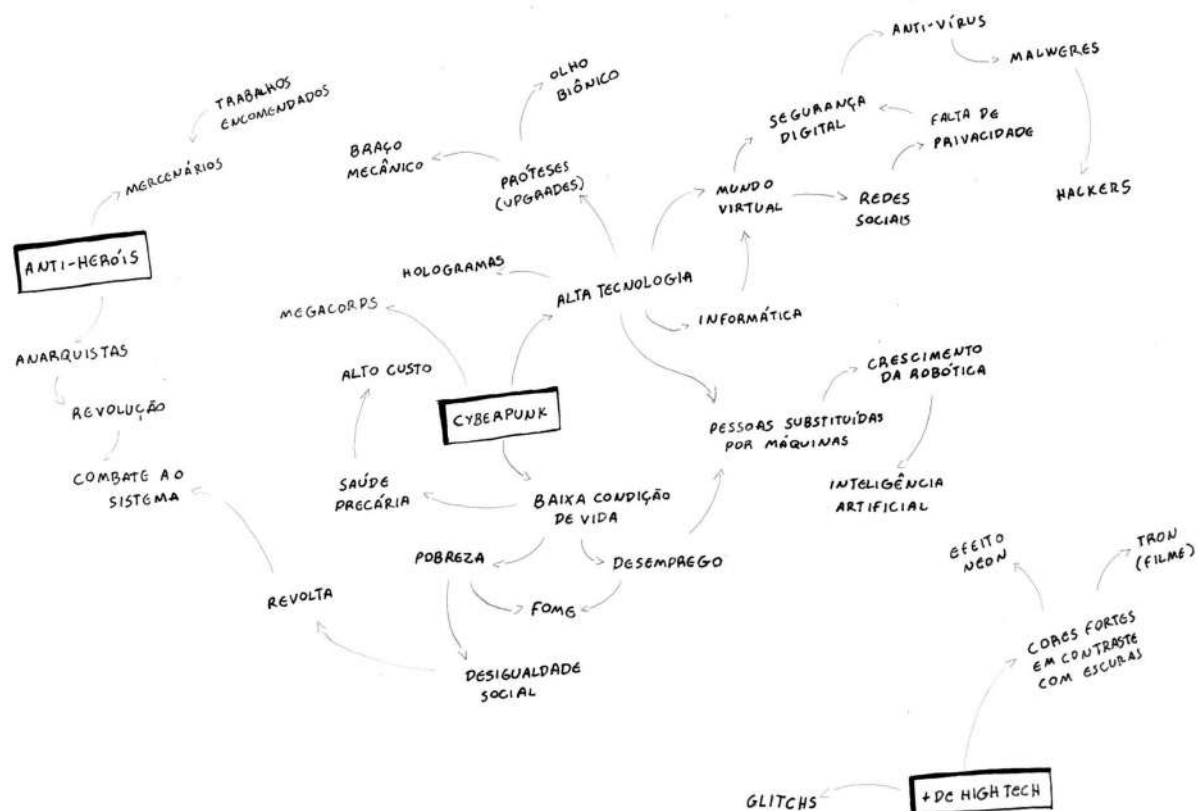 ANTI-VÍRUS
MALWERES
OLHO
BIÔNICO
TRABALHOS
ENCOMENDADOS
SEGURANÇA
DIGITAL
FALTA DE
PRIVACIDADE
BRAÇO
MECÂNICO
MERCENÁRIOS
PRÓTESES
(UPGRADES)
MUNDO
VIRTUAL
REDES
SOCIAIS
HACKERS
ANTI-HERÓIS
HOLOGRAMAS
ALTA TECNOLOGIA
MEGACORPS
INFORMÁTICA
ANARQUISTAS
ALTO CUSTO
CRESCIMENTO
DA ROBÓTICA
REVOLUÇÃO
CYBERPUNK
PESSOAS SUBSTITUÍDAS
POR MÁQUINAS
COMBATE AO
SISTEMA
SAÚDE
PRECÁRIA
BAIXA CONDIÇÃO
DE VIDA
INTELIGÊNCIA
ARTIFICIAL
POBREZA
DESEMPREGO
EFEITO
NEON
TRON
(FILME)
REVOLTA
FOME
CORES FORTES
EM CONTRASTE
COM ESCURAS
DESIGUALDADE
SOCIAL
GLITCHS
+ DE HIGH TECH